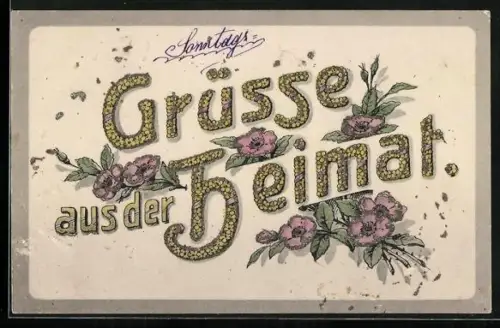 Sonntags=
Grüsse
aus der Heimat.